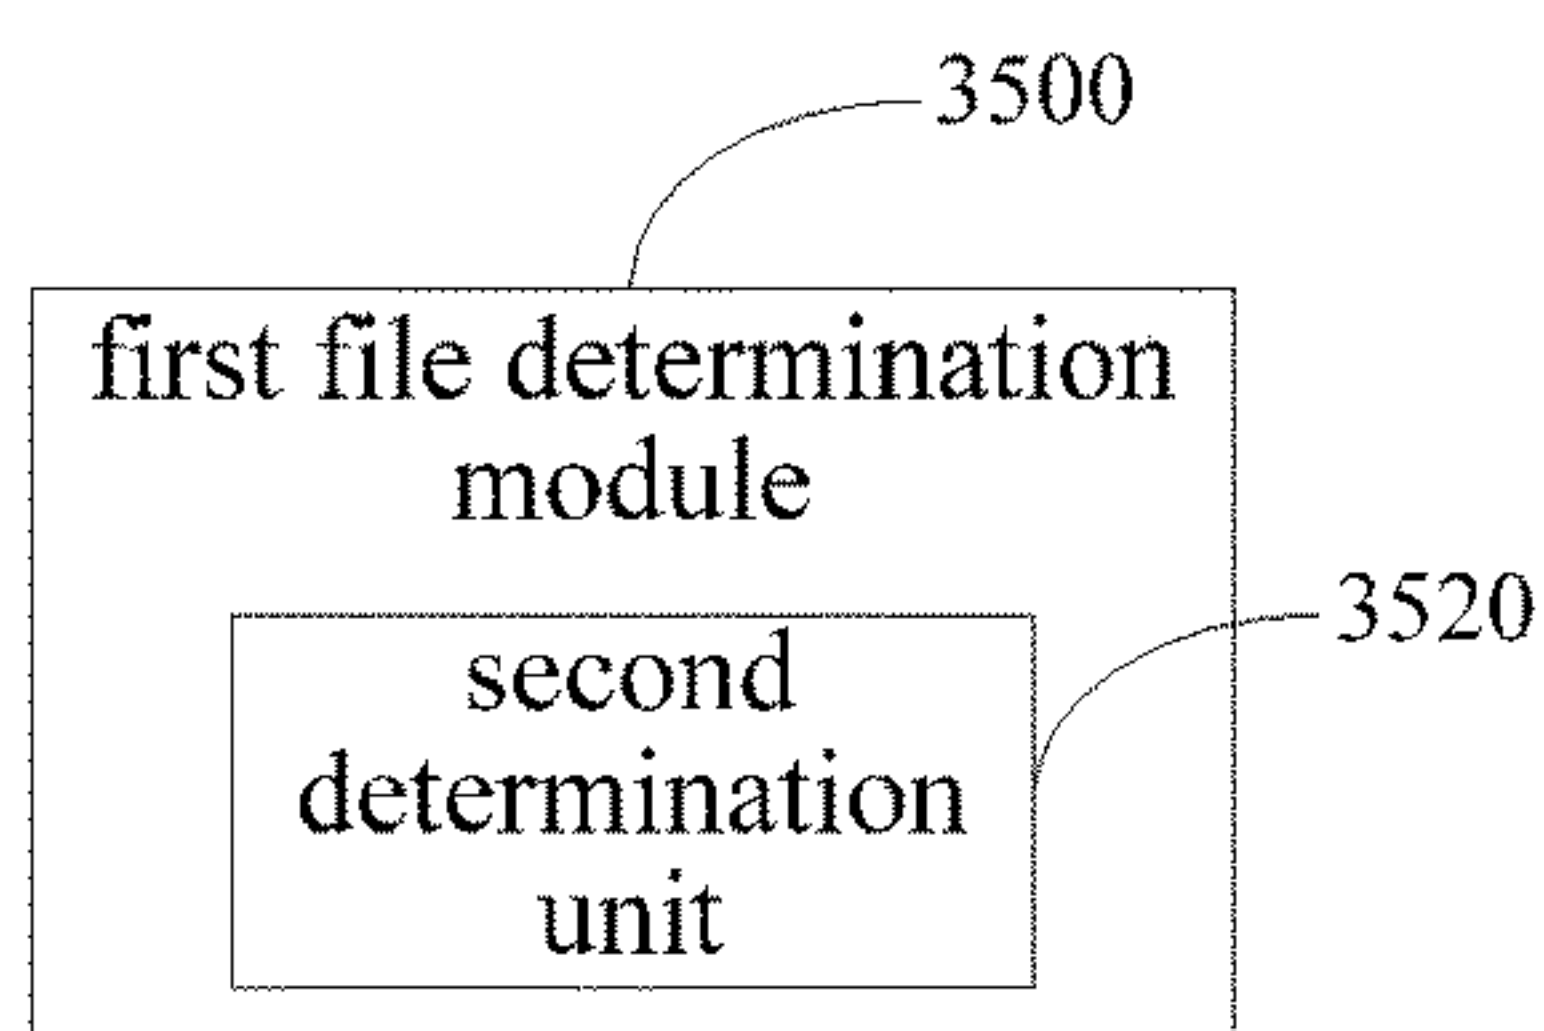 3500
first file determination
module
3520
second
determination
unit